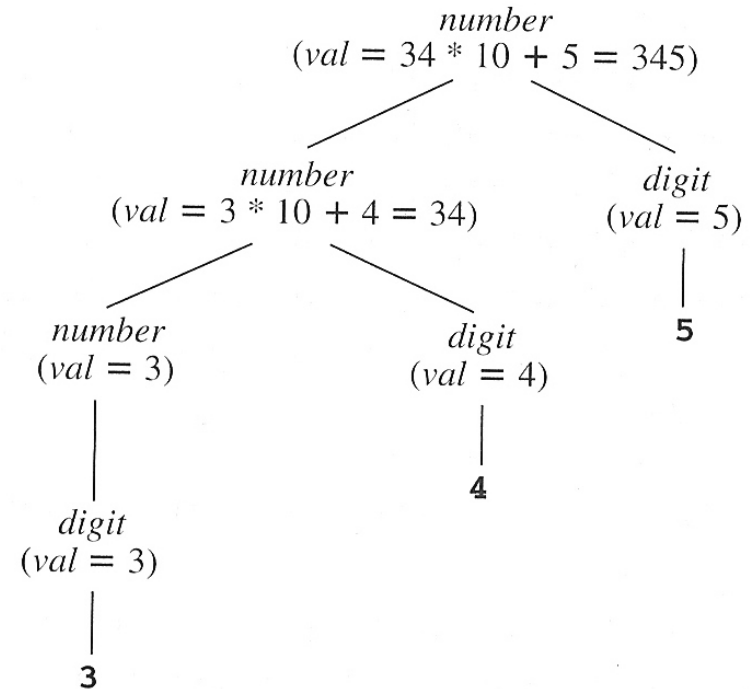 number
(val = 34 * 10 + 5 = 345)
number
(val = 3 * 10 + 4 = 34)
digit
(val = 5)
5
number
(val = 3)
digit
(val = 4)
4
digit
(val = 3)
3